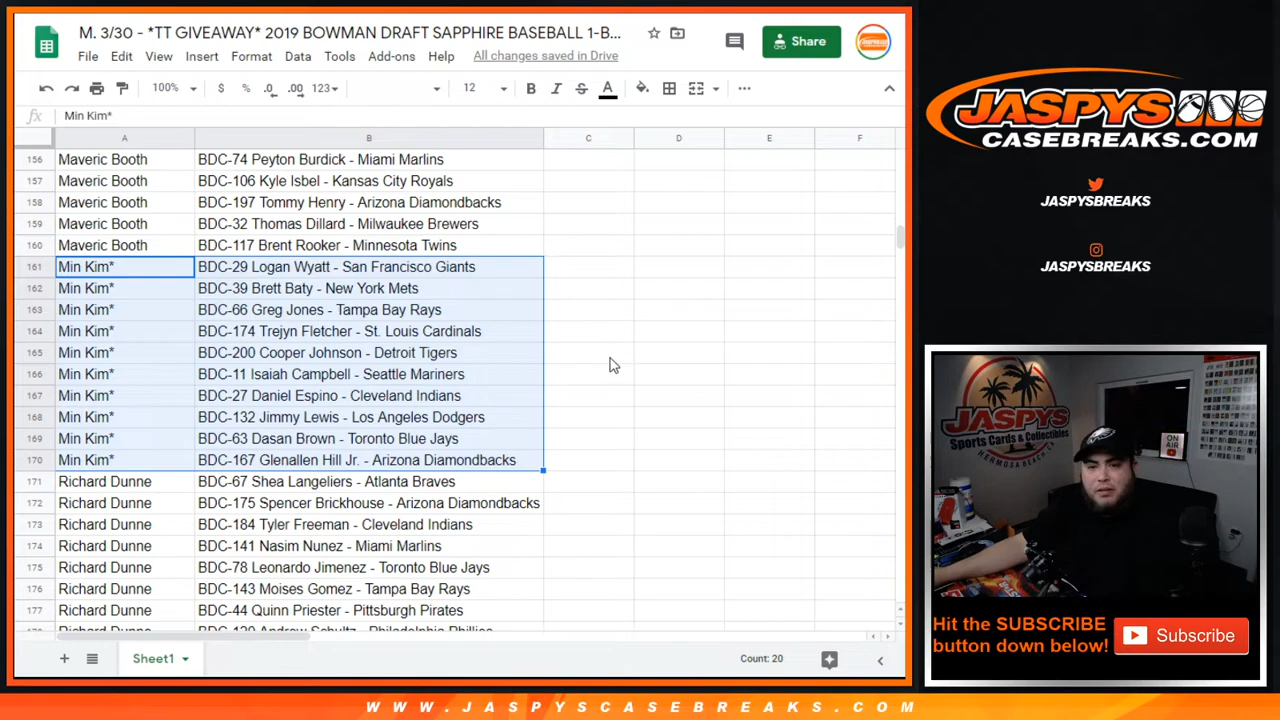 M. 3/30 - *TT GIVEAWAY* 2019 BOWMAN DRAFT SAPPHIRE BASEBALL 1-B...
File Edit View Insert Format Data Tools Add-ons Help All changes saved in Drive
Share
100% $ % .0 .00 123 12 B I S A
fx Min Kim*
A B C D E F
156 Maveric Booth BDC-74 Peyton Burdick - Miami Marlins
157 Maveric Booth BDC-106 Kyle Isbel - Kansas City Royals
158 Maveric Booth BDC-197 Tommy Henry - Arizona Diamondbacks
159 Maveric Booth BDC-32 Thomas Dillard - Milwaukee Brewers
160 Maveric Booth BDC-117 Brent Rooker - Minnesota Twins
161 Min Kim* BDC-29 Logan Wyatt - San Francisco Giants
162 Min Kim* BDC-39 Brett Baty - New York Mets
163 Min Kim* BDC-66 Greg Jones - Tampa Bay Rays
164 Min Kim* BDC-174 Trejyn Fletcher - St. Louis Cardinals
165 Min Kim* BDC-200 Cooper Johnson - Detroit Tigers
166 Min Kim* BDC-11 Isaiah Campbell - Seattle Mariners
167 Min Kim* BDC-27 Daniel Espino - Cleveland Indians
168 Min Kim* BDC-132 Jimmy Lewis - Los Angeles Dodgers
169 Min Kim* BDC-63 Dasan Brown - Toronto Blue Jays
170 Min Kim* BDC-167 Glenallen Hill Jr. - Arizona Diamondbacks
171 Richard Dunne BDC-67 Shea Langeliers - Atlanta Braves
172 Richard Dunne BDC-175 Spencer Brickhouse - Arizona Diamondbacks
173 Richard Dunne BDC-184 Tyler Freeman - Cleveland Indians
174 Richard Dunne BDC-141 Nasim Nunez - Miami Marlins
175 Richard Dunne BDC-78 Leonardo Jimenez - Toronto Blue Jays
176 Richard Dunne BDC-143 Moises Gomez - Tampa Bay Rays
177 Richard Dunne BDC-44 Quinn Priester - Pittsburgh Pirates
Richard Dunne BDC-120 Andrew Schultz - Philadelphia Phillies
Sheet1
Count: 20
JASPYS
CASEBREAKS.COM
JASPYSBREAKS
JASPYSBREAKS
JASPYS
Sports Cards & Collectibles
HERMOSA BEACH, CA
ON AIR
Hit the SUBSCRIBE
button down below!
Subscribe
WWW.JASPYSCASEBREAKS.COM